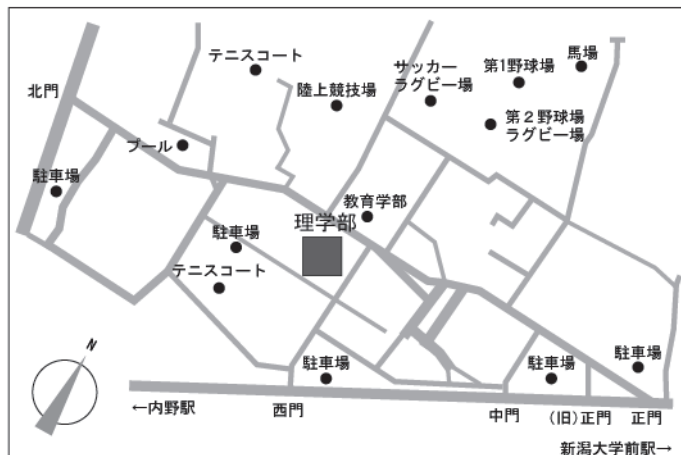 テニスコート
サッカー
ラグビー場
第1野球場
馬場
北門
陸上競技場
第２野球場
ラグビー場
プール
駐車場
教育学部
理学部
駐車場
テニスコート
N
駐車場
駐車場
駐車場
←内野駅
西門
中門
(旧)正門
正門
新潟大学前駅→